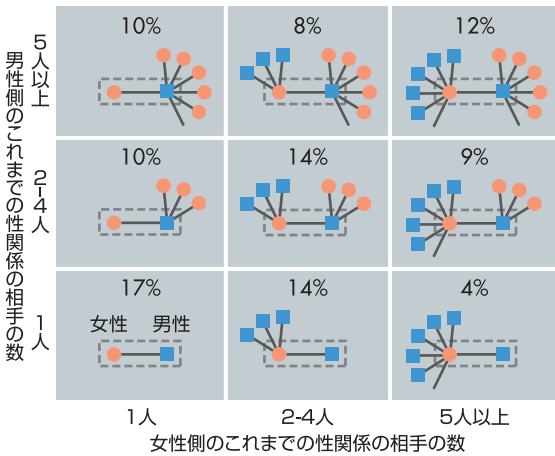 男性側のこれまでの性関係の相手の数
5人以上
10%
8%
12%
2-4人
10%
14%
9%
1人
17%
14%
4%
女性 男性
1人
2-4人
5人以上
女性側のこれまでの性関係の相手の数